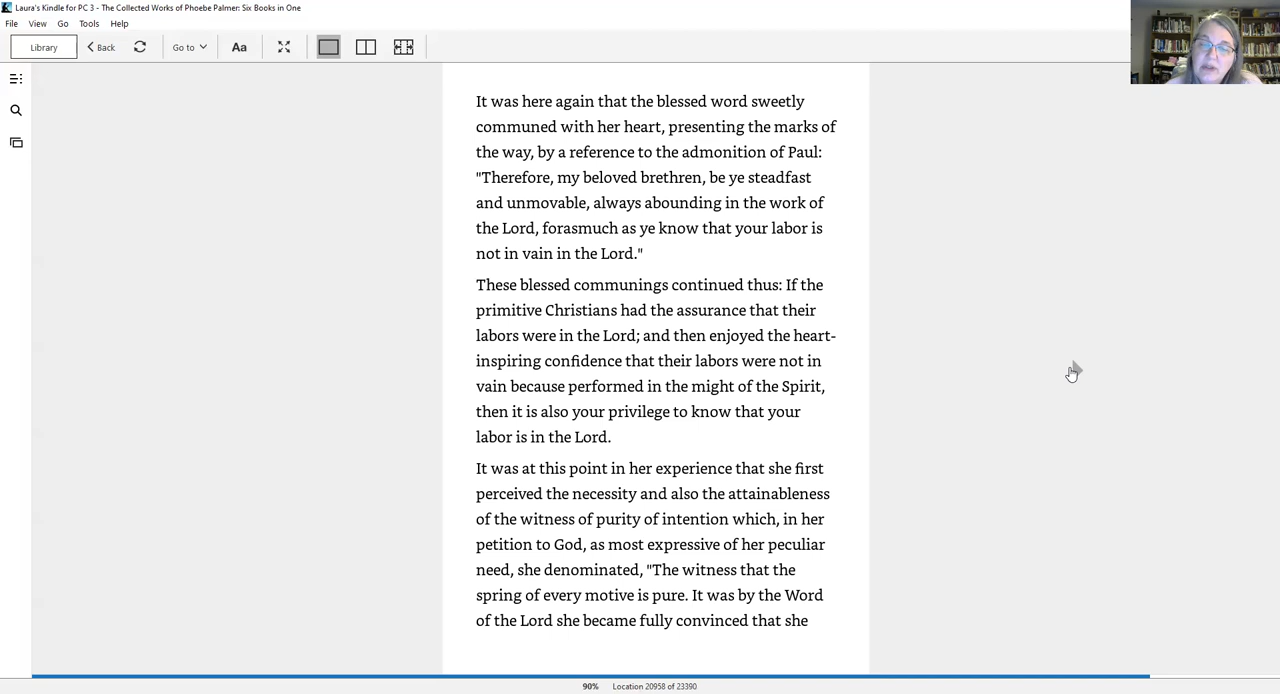 Laura's Kindle for PC 3 - The Collected Works of Phoebe Palmer: Six Books in One
File View Go Tools Help
Library Back Go to Aa
It was here again that the blessed word sweetly
communed with her heart, presenting the marks of
the way, by a reference to the admonition of Paul:
"Therefore, my beloved brethren, be ye steadfast
and unmovable, always abounding in the work of
the Lord, forasmuch as ye know that your labor is
not in vain in the Lord."
These blessed communings continued thus: If the
primitive Christians had the assurance that their
labors were in the Lord; and then enjoyed the heart-
inspiring confidence that their labors were not in
vain because performed in the might of the Spirit,
then it is also your privilege to know that your
labor is in the Lord.
It was at this point in her experience that she first
perceived the necessity and also the attainableness
of the witness of purity of intention which, in her
petition to God, as most expressive of her peculiar
need, she denominated, "The witness that the
spring of every motive is pure. It was by the Word
of the Lord she became fully convinced that she
90% Location 20958 of 23390